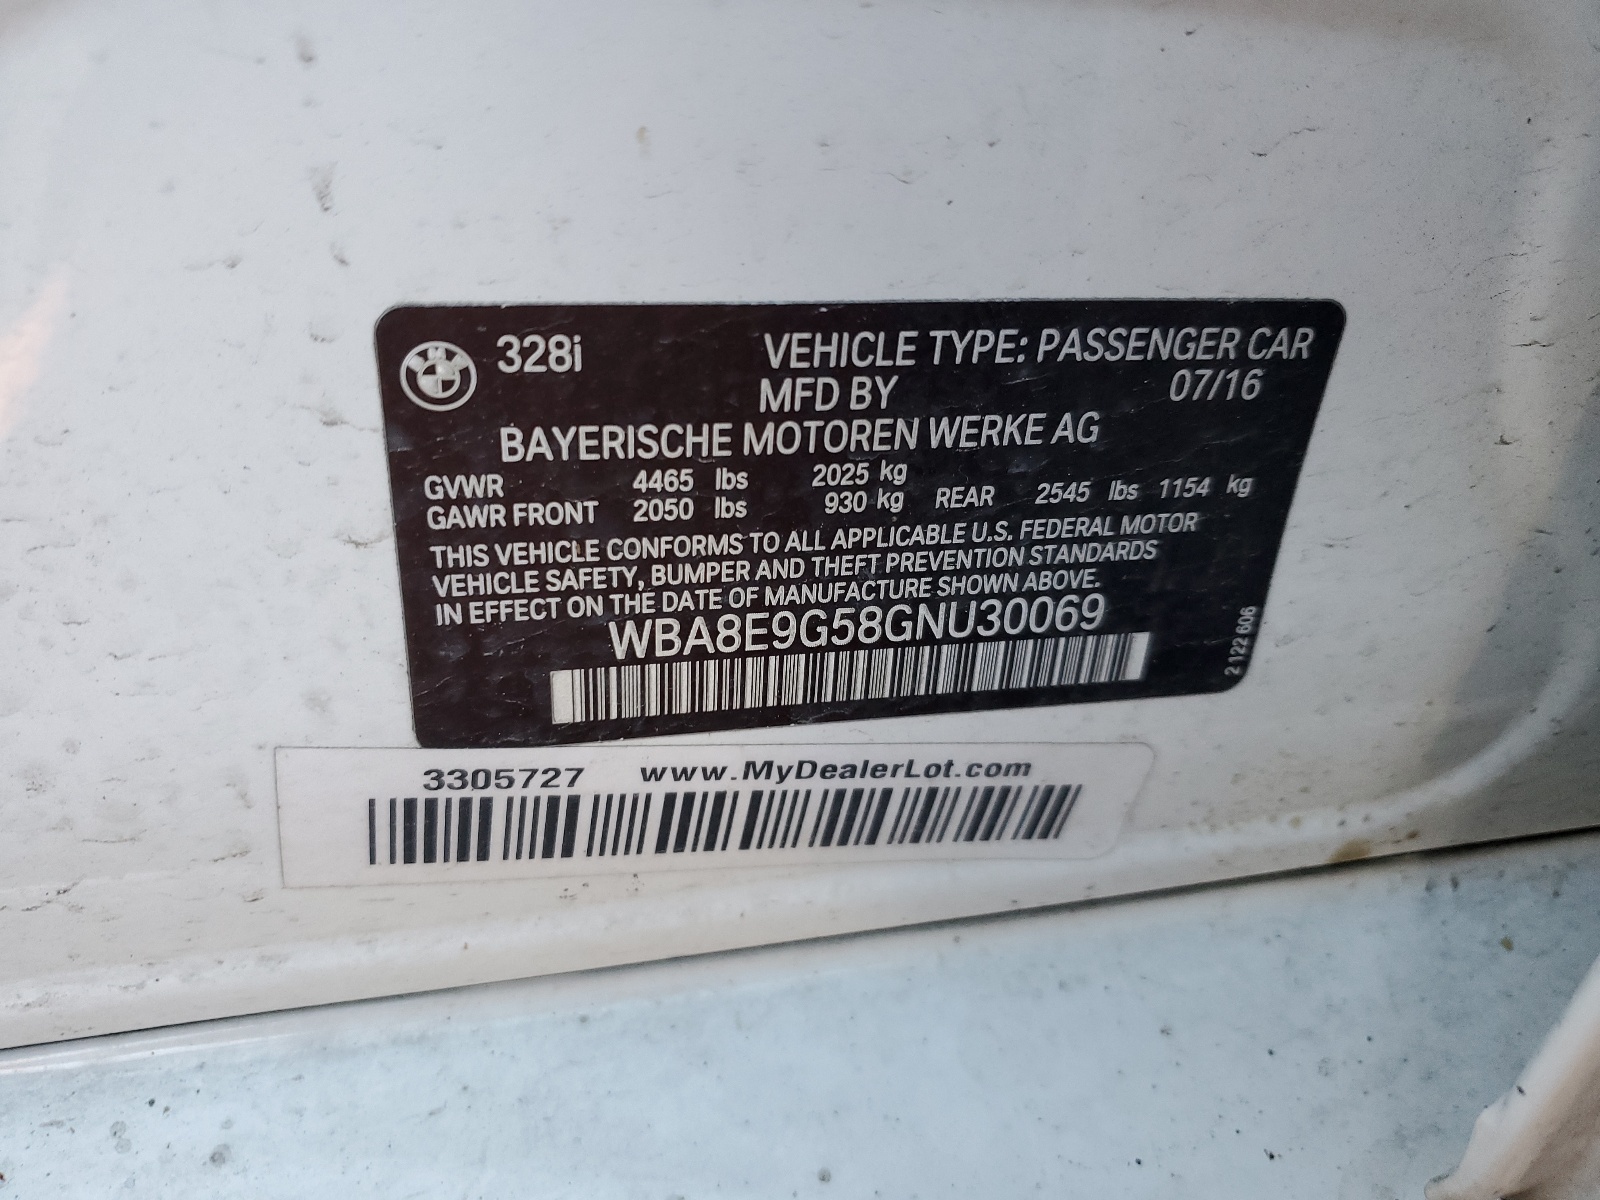 328i VEHICLE TYPE: PASSENGER CAR
MFD BY 07/16
BAYERISCHE MOTOREN WERKE AG
GVWR 4465 lbs 2025 kg
GAWR FRONT 2050 lbs 930 kg REAR 2545 lbs 1154 kg
THIS VEHICLE CONFORMS TO ALL APPLICABLE U.S. FEDERAL MOTOR
VEHICLE SAFETY, BUMPER AND THEFT PREVENTION STANDARDS
IN EFFECT ON THE DATE OF MANUFACTURE SHOWN ABOVE.
WBA8E9G58GNU30069
2 122 606
3305727 www.MyDealerLot.com